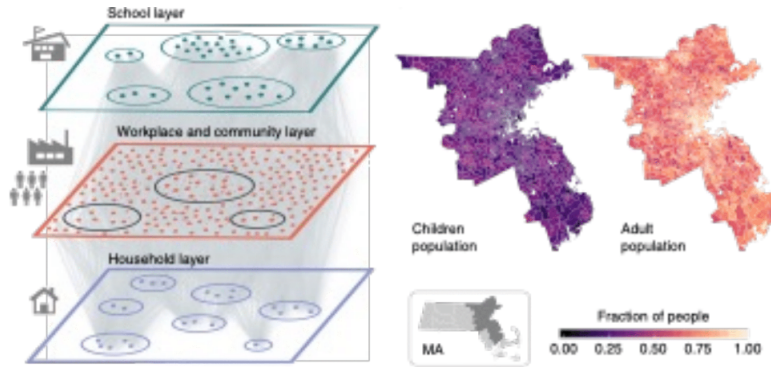 School layer
Workplace and community layer
Household layer
Children
population
Adult
population
MA
Fraction of people
0.00 0.25 0.50 0.75 1.00